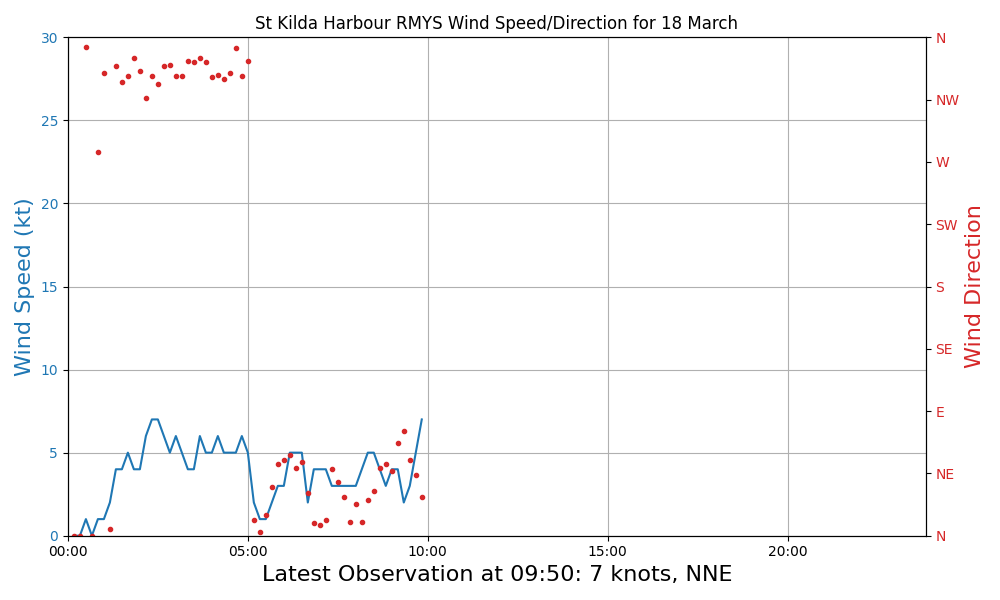 St Kilda Harbour RMYS Wind Speed/Direction for 18 March
30
25
20
15
10
5
0
Wind Speed (kt)
N
NW
W
SW
S
SE
E
NE
N
Wind Direction
00:00
05:00
10:00
15:00
20:00
Latest Observation at 09:50: 7 knots, NNE